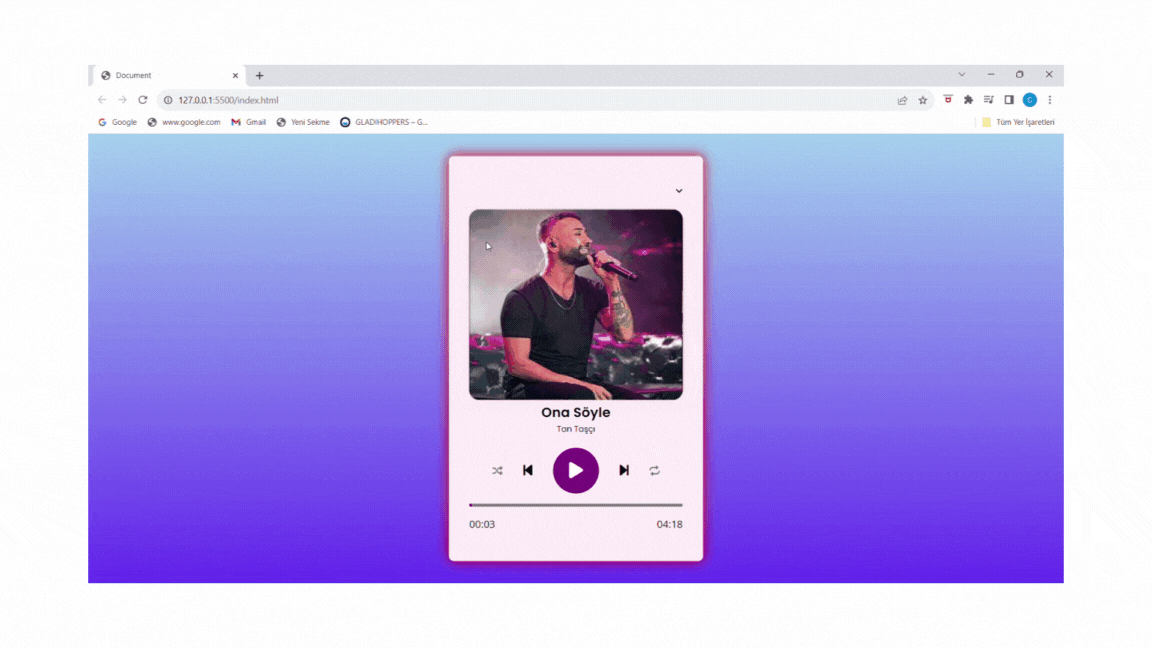 Document
127.0.0.1:5500/index.html
Google www.google.com Gmail Yeni Sekme GLADIHOPPERS – G... Tüm Yer İşaretleri
Ona Söyle
Tan Taşçı
00:03 04:18